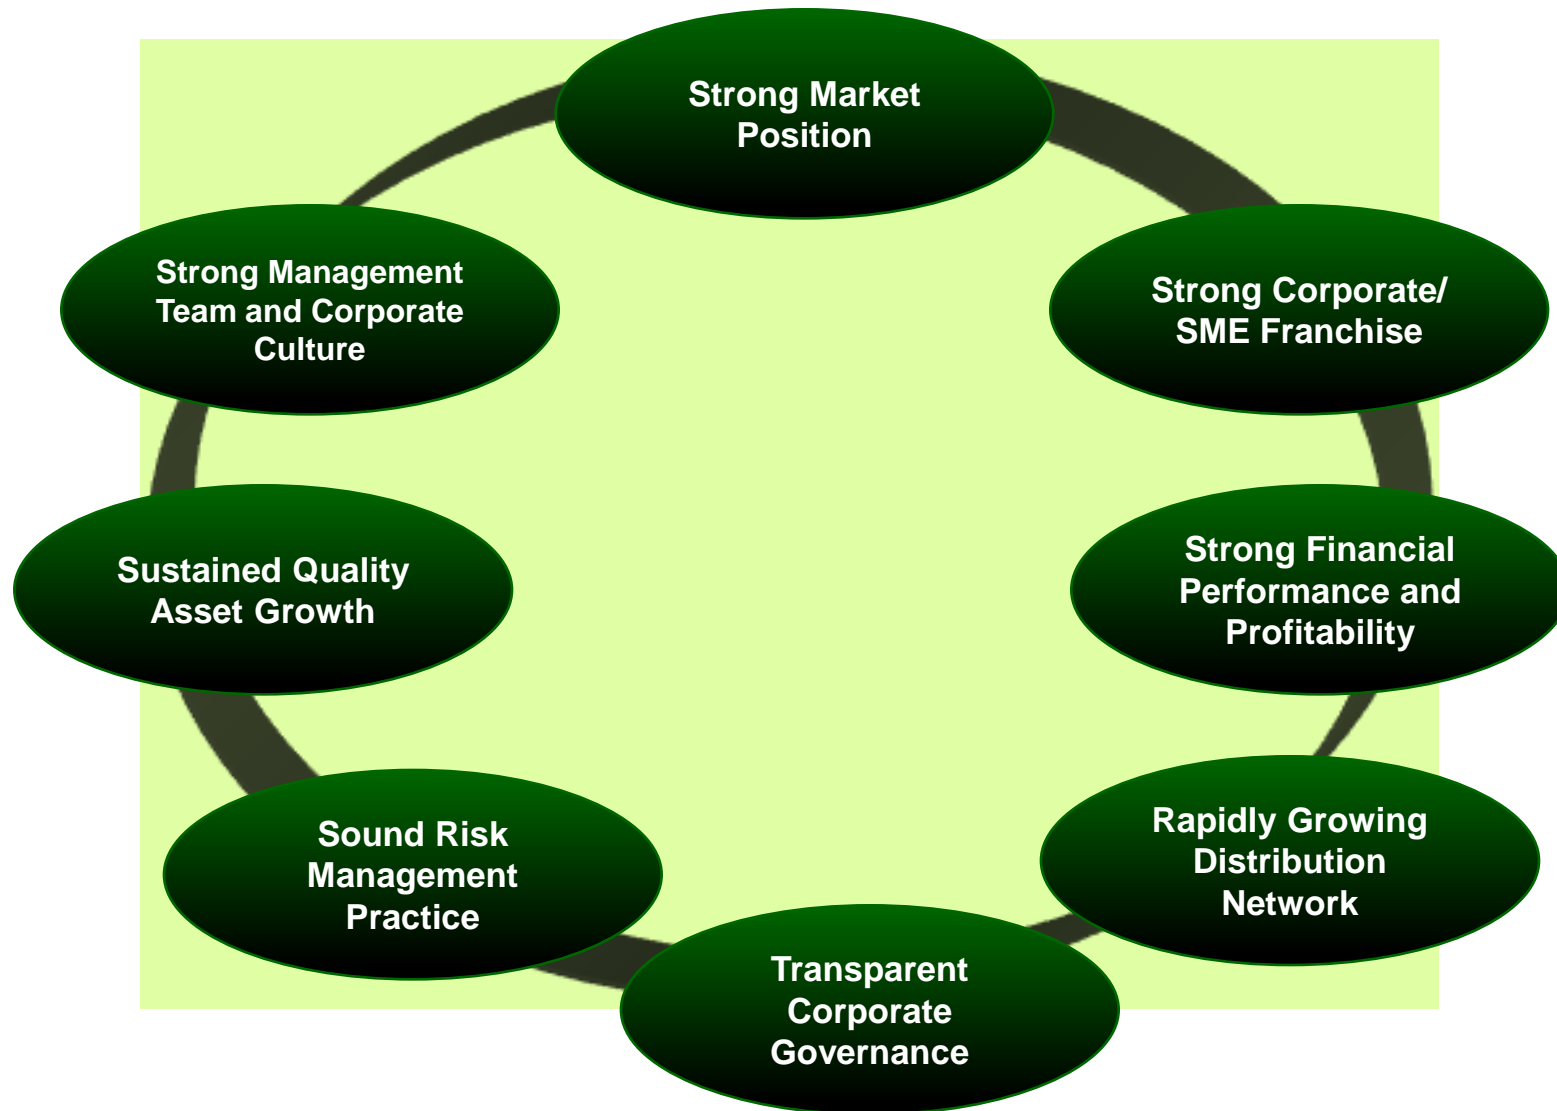 Strong Market
Position
Strong Management
Team and Corporate
Culture
Strong Corporate/
SME Franchise
Sustained Quality
Asset Growth
Strong Financial
Performance and
Profitability
Sound Risk
Management
Practice
Rapidly Growing
Distribution
Network
Transparent
Corporate
Governance